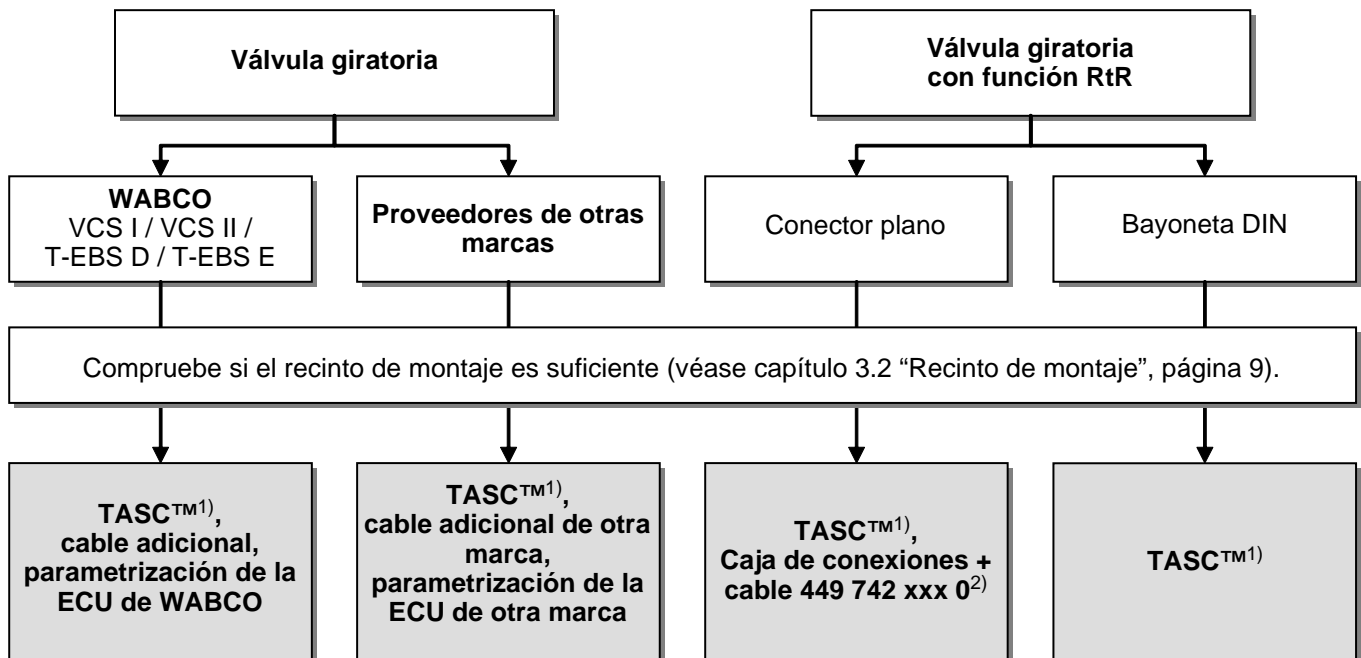 Válvula giratoria
Válvula giratoria
con función RtR
WABCO
VCS I / VCS II /
T-EBS D / T-EBS E
Proveedores de otras
marcas
Conector plano
Bayoneta DIN
Compruebe si el recinto de montaje es suficiente (véase capítulo 3.2 “Recinto de montaje”, página 9).
TASC™1),
cable adicional,
parametrización de la
ECU de WABCO
TASC™1),
cable adicional de otra
marca,
parametrización de la
ECU de otra marca
TASC™1),
Caja de conexiones +
cable 449 742 xxx 02)
TASC™1)